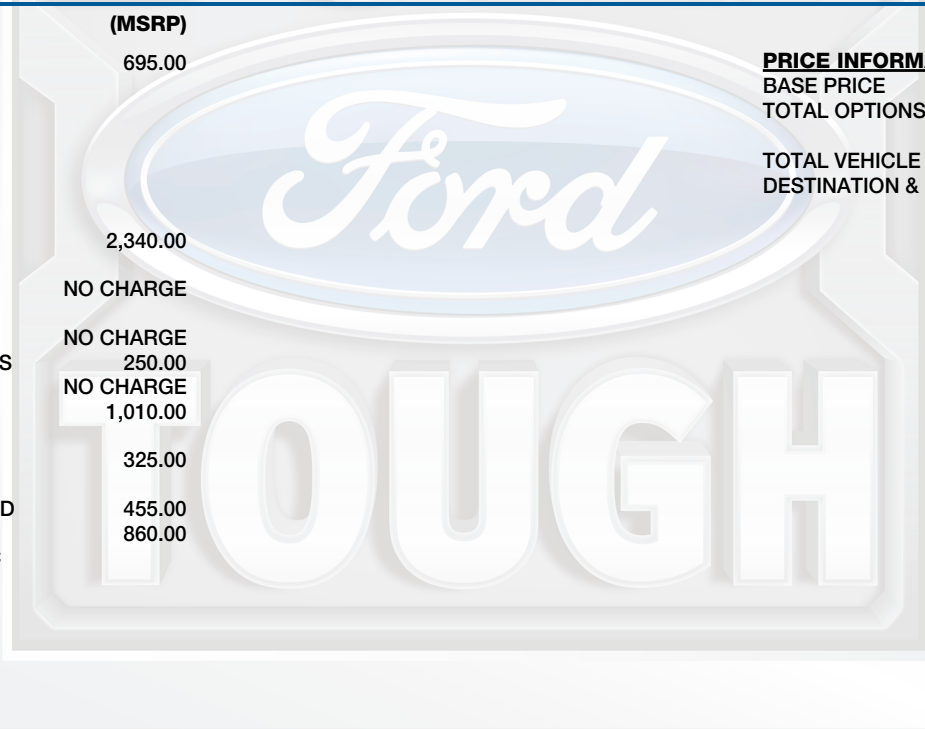 (MSRP)
695.00
2,340.00
NO CHARGE
NO CHARGE
S 250.00
NO CHARGE
1,010.00
325.00
D 455.00
860.00
PRICE INFORM
BASE PRICE
TOTAL OPTIONS
TOTAL VEHICLE
DESTINATION &
Ford
TOUGH